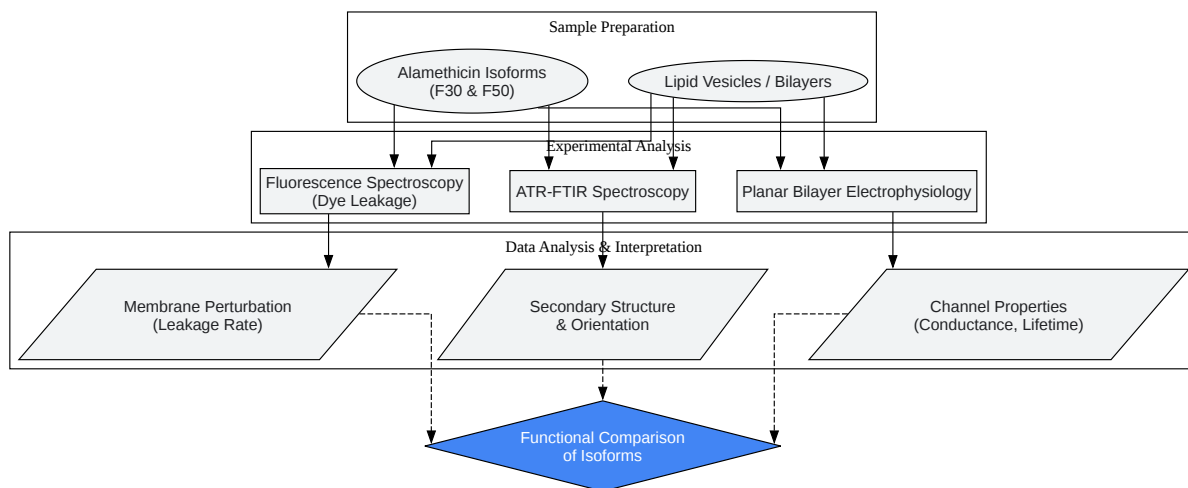 Sample Preparation
Alamethicin Isoforms
(F30 & F50)
Lipid Vesicles / Bilayers
Experimental Analysis
Fluorescence Spectroscopy
(Dye Leakage)
ATR-FTIR Spectroscopy
Planar Bilayer Electrophysiology
Data Analysis & Interpretation
Membrane Perturbation
(Leakage Rate)
Secondary Structure
& Orientation
Channel Properties
(Conductance, Lifetime)
Functional Comparison
of Isoforms